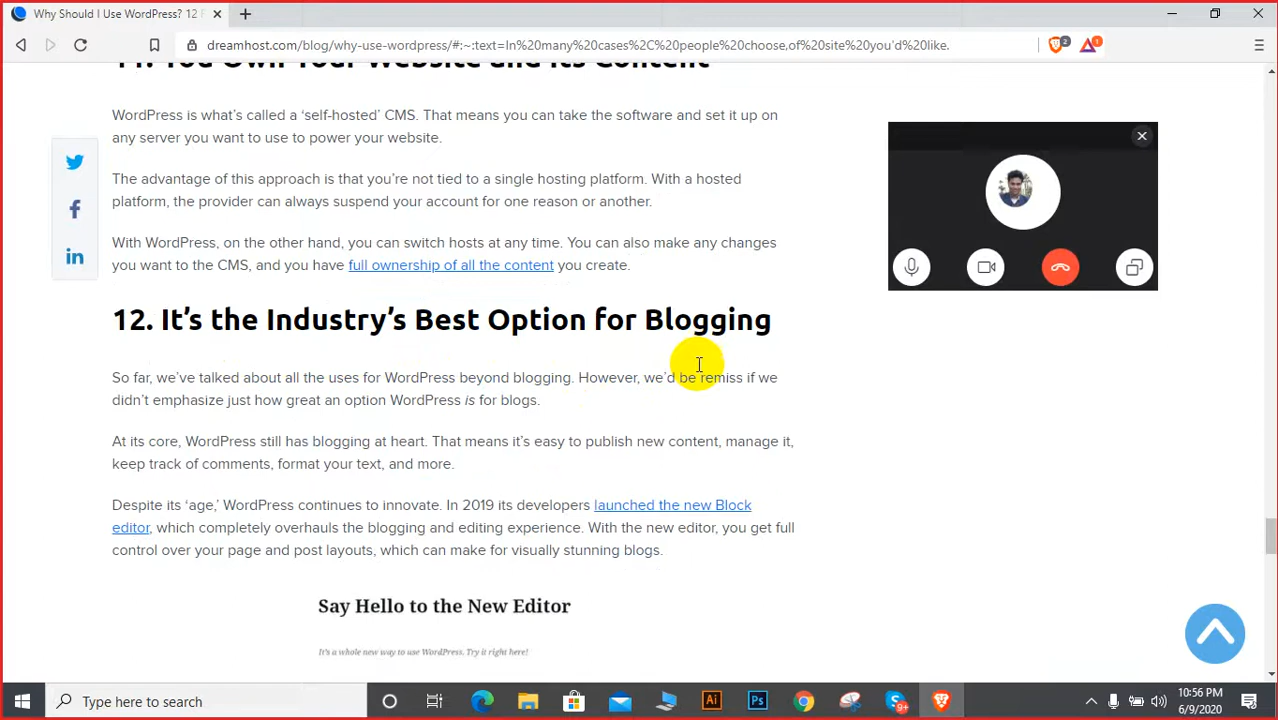 Why Should I Use WordPress? 12 
dreamhost.com/blog/why-use-wordpress/#:~:text=In%20many%20cases%2C%20people%20choose,of%20site%20you'd%20like.
2
1
11. You Own Your Website and Its Content
WordPress is what's called a 'self-hosted' CMS. That means you can take the software and set it up on
any server you want to use to power your website.
The advantage of this approach is that you're not tied to a single hosting platform. With a hosted
platform, the provider can always suspend your account for one reason or another.
With WordPress, on the other hand, you can switch hosts at any time. You can also make any changes
you want to the CMS, and you have full ownership of all the content you create.
12. It's the Industry's Best Option for Blogging
So far, we've talked about all the uses for WordPress beyond blogging. However, we'd be remiss if we
didn't emphasize just how great an option WordPress is for blogs.
At its core, WordPress still has blogging at heart. That means it's easy to publish new content, manage it,
keep track of comments, format your text, and more.
Despite its 'age,' WordPress continues to innovate. In 2019 its developers launched the new Block
editor, which completely overhauls the blogging and editing experience. With the new editor, you get full
control over your page and post layouts, which can make for visually stunning blogs.
Say Hello to the New Editor
It's a whole new way to use WordPress. Try it right here!
Type here to search
Ai
Ps
9+
10:56 PM
6/9/2020